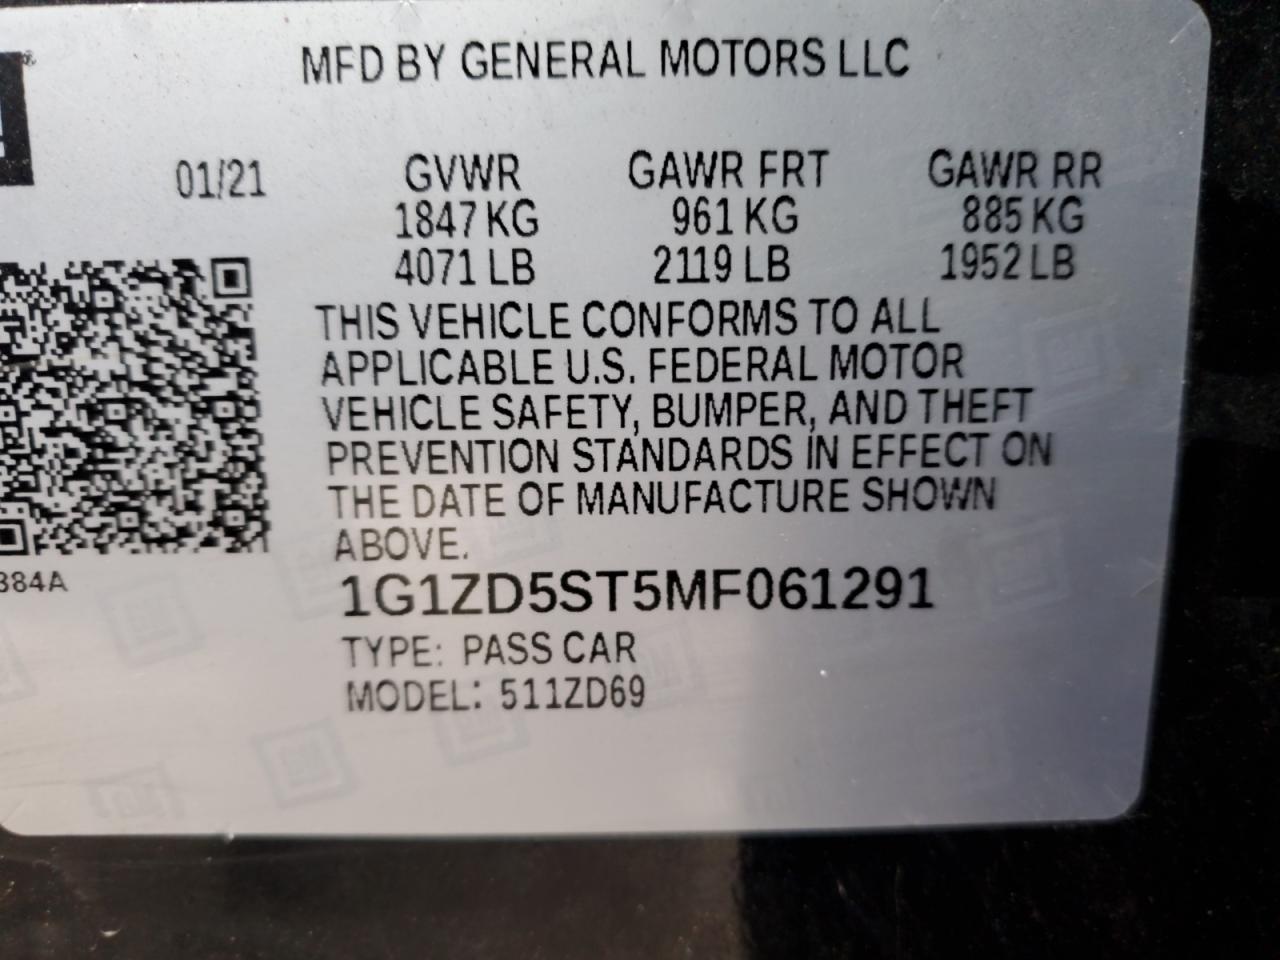 MFD BY GENERAL MOTORS LLC
01/21 GVWR GAWR FRT GAWR RR
1847 KG 961 KG 885 KG
4071 LB 2119 LB 1952 LB
THIS VEHICLE CONFORMS TO ALL
APPLICABLE U.S. FEDERAL MOTOR
VEHICLE SAFETY, BUMPER, AND THEFT
PREVENTION STANDARDS IN EFFECT ON
THE DATE OF MANUFACTURE SHOWN
ABOVE.
384A
1G1ZD5ST5MF061291
TYPE: PASS CAR
MODEL: 511ZD69